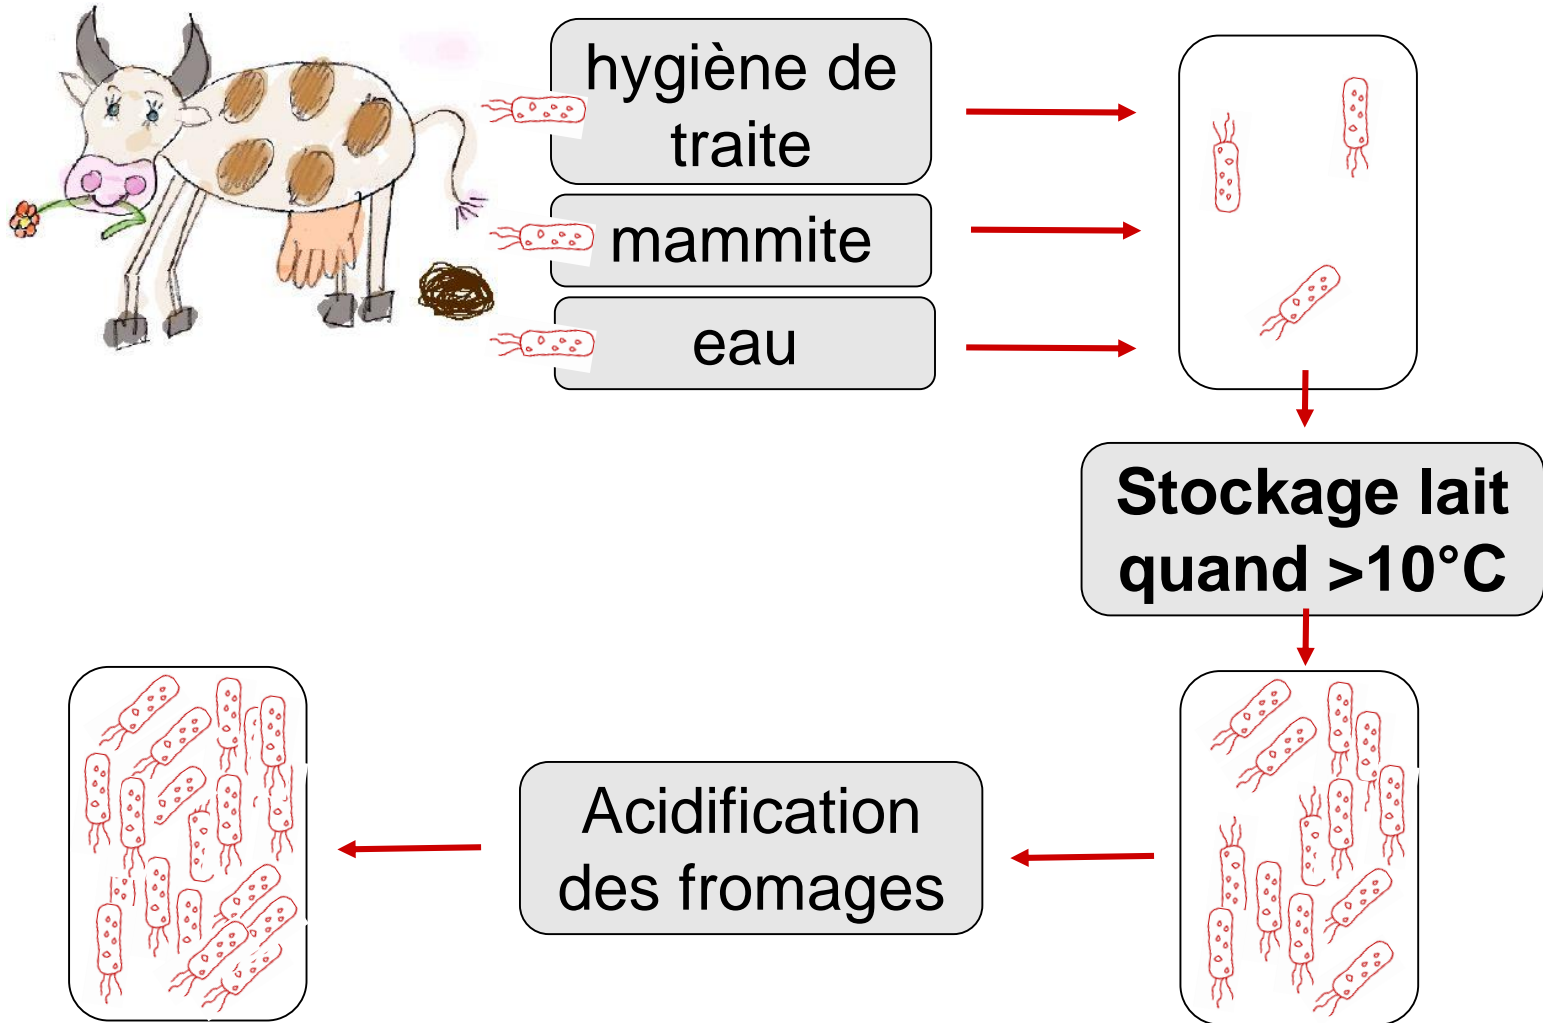 hygiène de
traite
mammite
eau
Stockage lait
quand >10°C
Acidification
des fromages